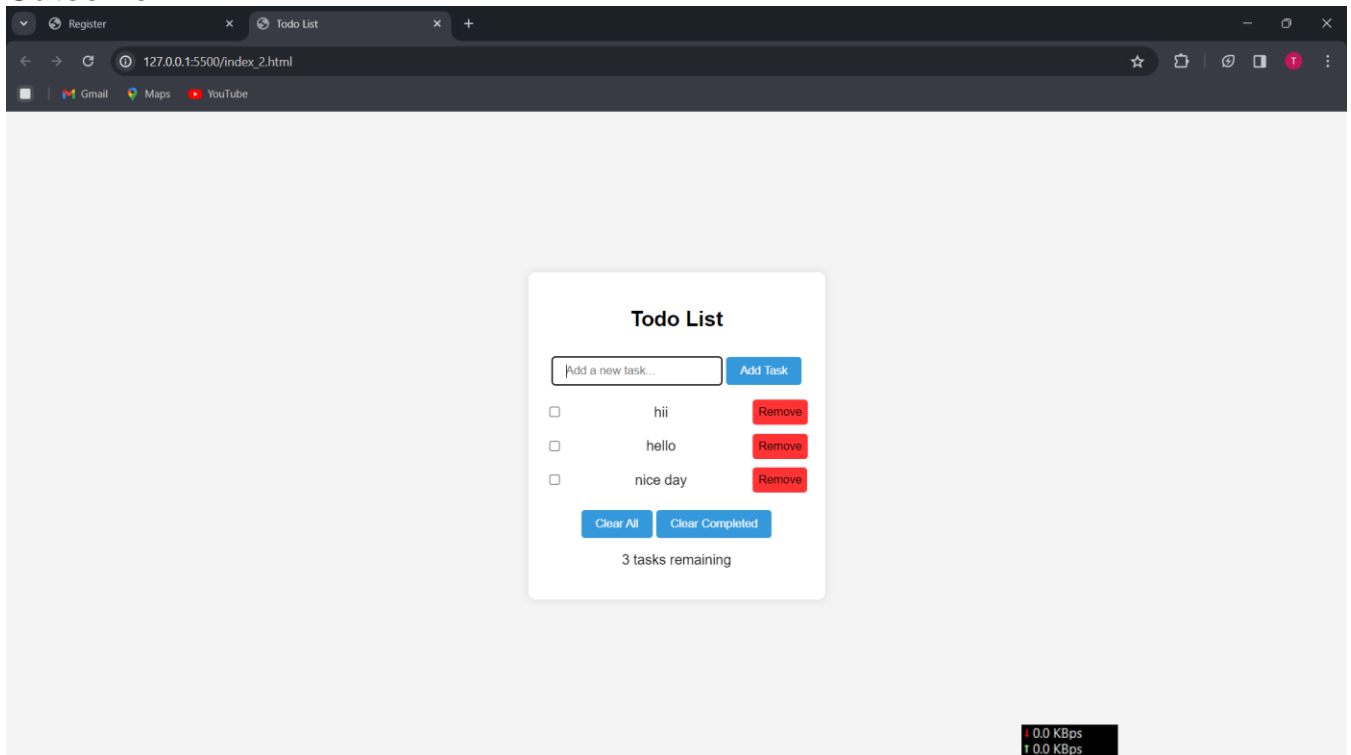 Register
Todo List
127.0.0.1:5500/index_2.html
T
Gmail Maps YouTube
Todo List
Add a new task... Add Task
hii Remove
hello Remove
nice day Remove
Clear All Clear Completed
3 tasks remaining
0.0 KBps
0.0 KBps